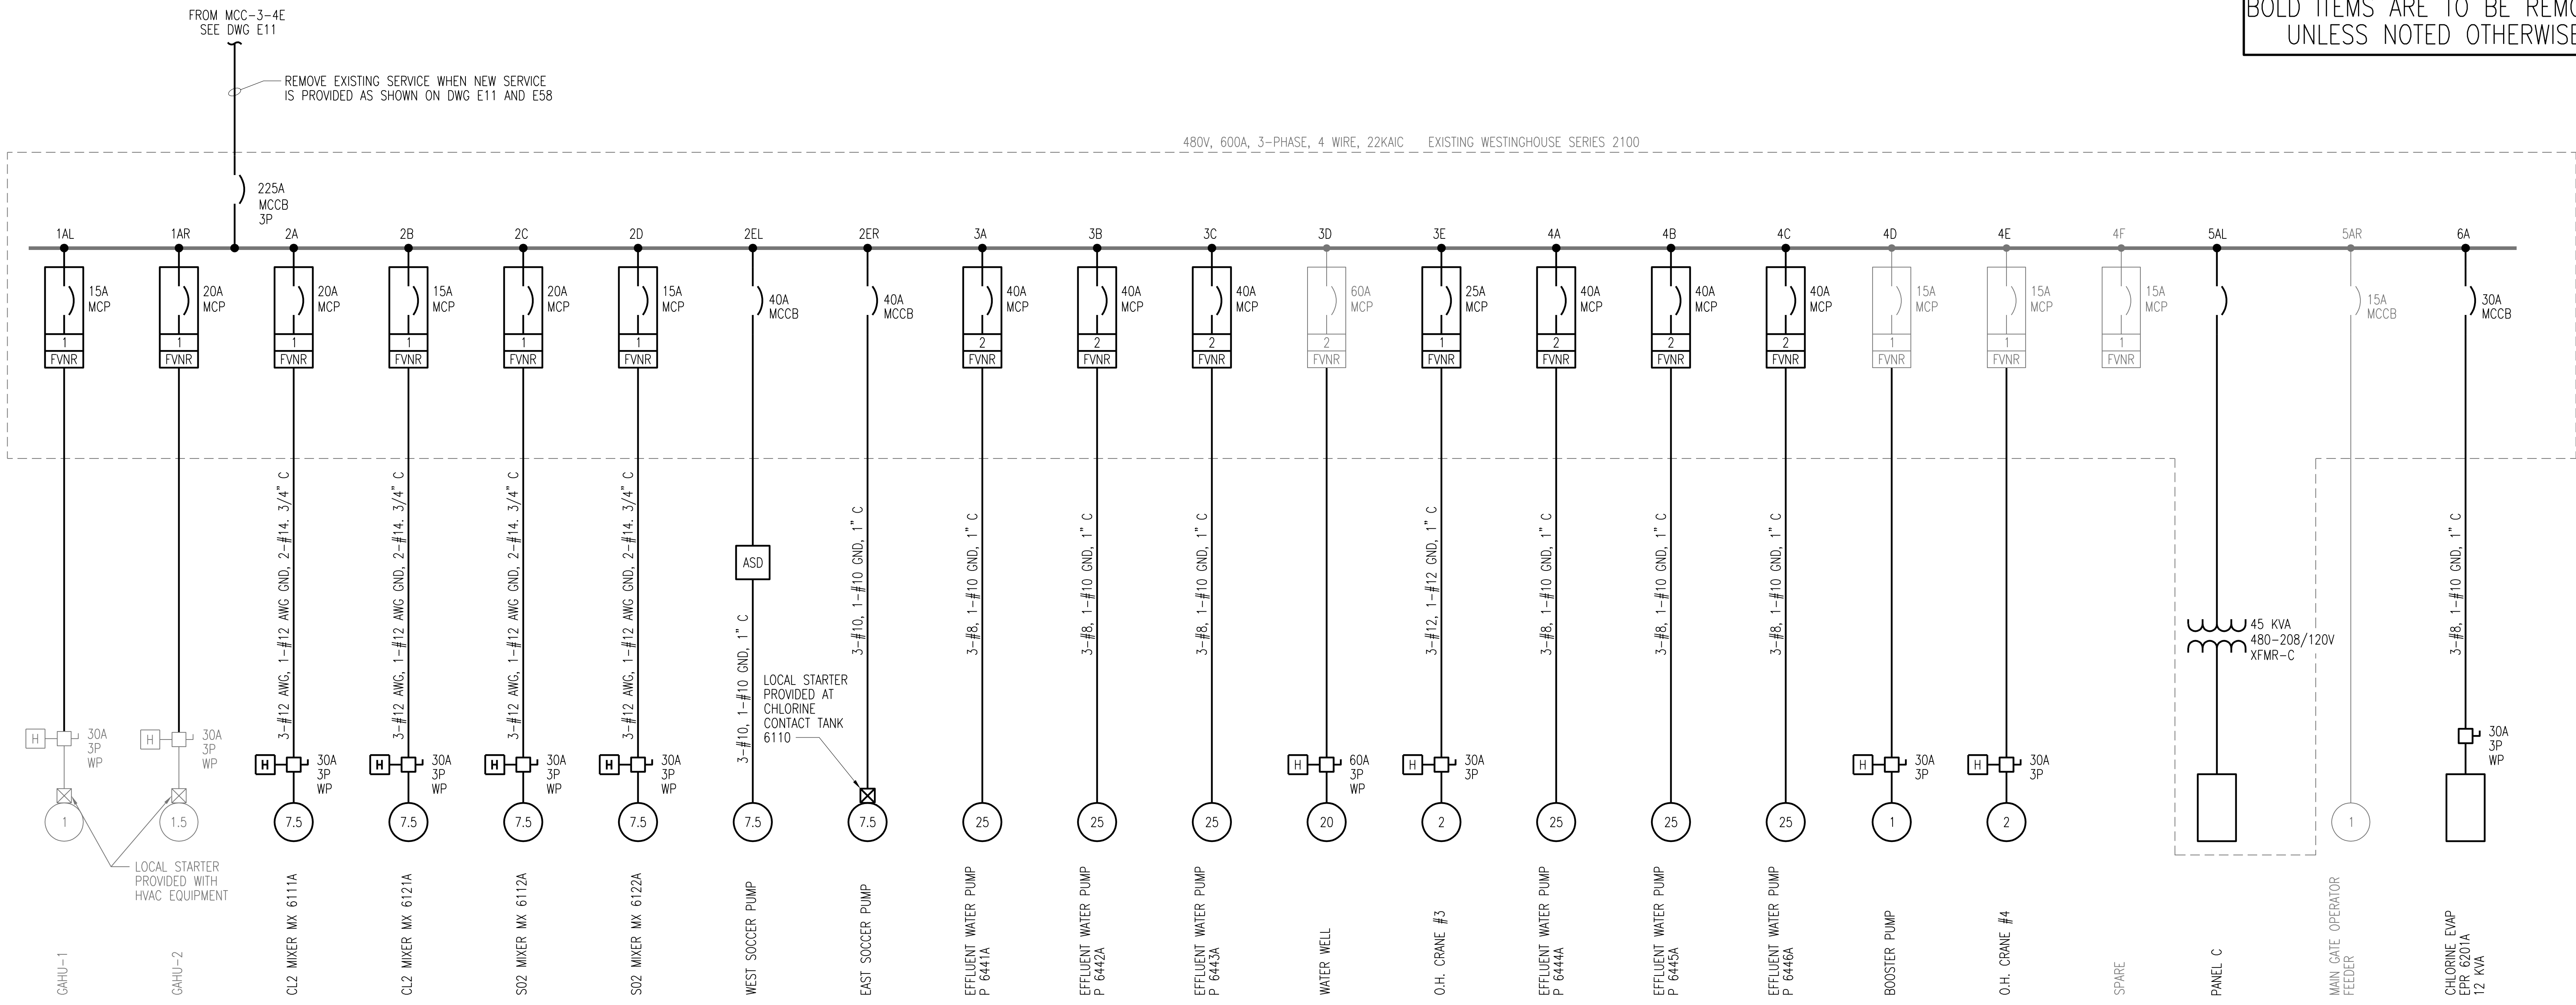 FROM MCC-3-4E
SEE DWG E11
BOLD ITEMS ARE TO BE REMO
UNLESS NOTED OTHERWISE
REMOVE EXISTING SERVICE WHEN NEW SERVICE
IS PROVIDED AS SHOWN ON DWG E11 AND E58
480V, 600A, 3-PHASE, 4 WIRE, 22KAIC EXISTING WESTINGHOUSE SERIES 2100
225A
MCCB
3P
1AL
15A
MCP
1
FVNR
H
30A
3P
WP
1
GAHU-1
1AR
20A
MCP
1
FVNR
H
30A
3P
WP
1.5
GAHU-2
LOCAL STARTER
PROVIDED WITH
HVAC EQUIPMENT
2A
20A
MCP
1
FVNR
3-#12 AWG, 1-#12 AWG GND, 2-#14. 3/4" C
H
30A
3P
WP
7.5
CL2 MIXER MX 6111A
2B
15A
MCP
1
FVNR
3-#12 AWG, 1-#12 AWG GND, 2-#14. 3/4" C
H
30A
3P
WP
7.5
CL2 MIXER MX 6121A
2C
20A
MCP
1
FVNR
3-#12 AWG, 1-#12 AWG GND, 2-#14. 3/4" C
H
30A
3P
WP
7.5
SO2 MIXER MX 6112A
2D
15A
MCP
1
FVNR
3-#12 AWG, 1-#12 AWG GND, 2-#14. 3/4" C
H
30A
3P
WP
7.5
SO2 MIXER MX 6122A
2EL
40A
MCCB
ASD
3-#10, 1-#10 GND, 1" C
7.5
WEST SOCCER PUMP
2ER
40A
MCCB
3-#10, 1-#10 GND, 1" C
LOCAL STARTER
PROVIDED AT
CHLORINE
CONTACT TANK
6110
7.5
EAST SOCCER PUMP
3A
40A
MCP
2
FVNR
3-#8, 1-#10 GND, 1" C
25
EFFLUENT WATER PUMP
P 6441A
3B
40A
MCP
2
FVNR
3-#8, 1-#10 GND, 1" C
25
EFFLUENT WATER PUMP
P 6442A
3C
40A
MCP
2
FVNR
3-#8, 1-#10 GND, 1" C
25
EFFLUENT WATER PUMP
P 6443A
3D
60A
MCP
2
FVNR
H
60A
3P
WP
20
WATER WELL
3E
25A
MCP
1
FVNR
3-#12, 1-#12 GND, 1" C
H
30A
3P
2
O.H. CRANE #3
4A
40A
MCP
2
FVNR
3-#8, 1-#10 GND, 1" C
25
EFFLUENT WATER PUMP
P 6444A
4B
40A
MCP
2
FVNR
3-#8, 1-#10 GND, 1" C
25
EFFLUENT WATER PUMP
P 6445A
4C
40A
MCP
2
FVNR
3-#8, 1-#10 GND, 1" C
25
EFFLUENT WATER PUMP
P 6446A
4D
15A
MCP
1
FVNR
H
30A
3P
1
BOOSTER PUMP
4E
15A
MCP
1
FVNR
H
30A
3P
2
O.H. CRANE #4
4F
15A
MCP
1
FVNR
SPARE
5AL
45 KVA
480-208/120V
XFMR-C
PANEL C
5AR
15A
MCCB
1
MAIN GATE OPERATOR
FEEDER
6A
30A
MCCB
3-#8, 1-#10 GND, 1" C
30A
3P
WP
CHLORINE EVAP
EPR 6201A
12 KVA